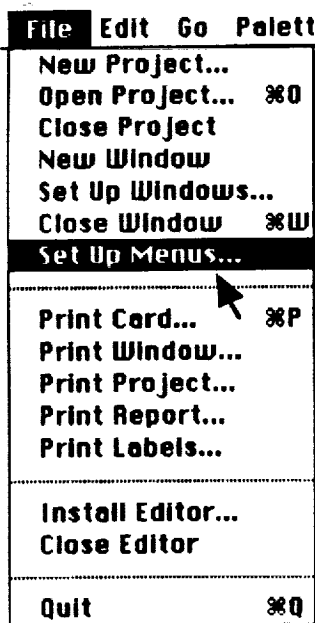 File Edit Go Palett
New Project...
Open Project... ⌘O
Close Project
New Window
Set Up Windows...
Close Window ⌘W
Set Up Menus...
Print Card... ⌘P
Print Window...
Print Project...
Print Report...
Print Labels...
Install Editor...
Close Editor
Quit ⌘Q